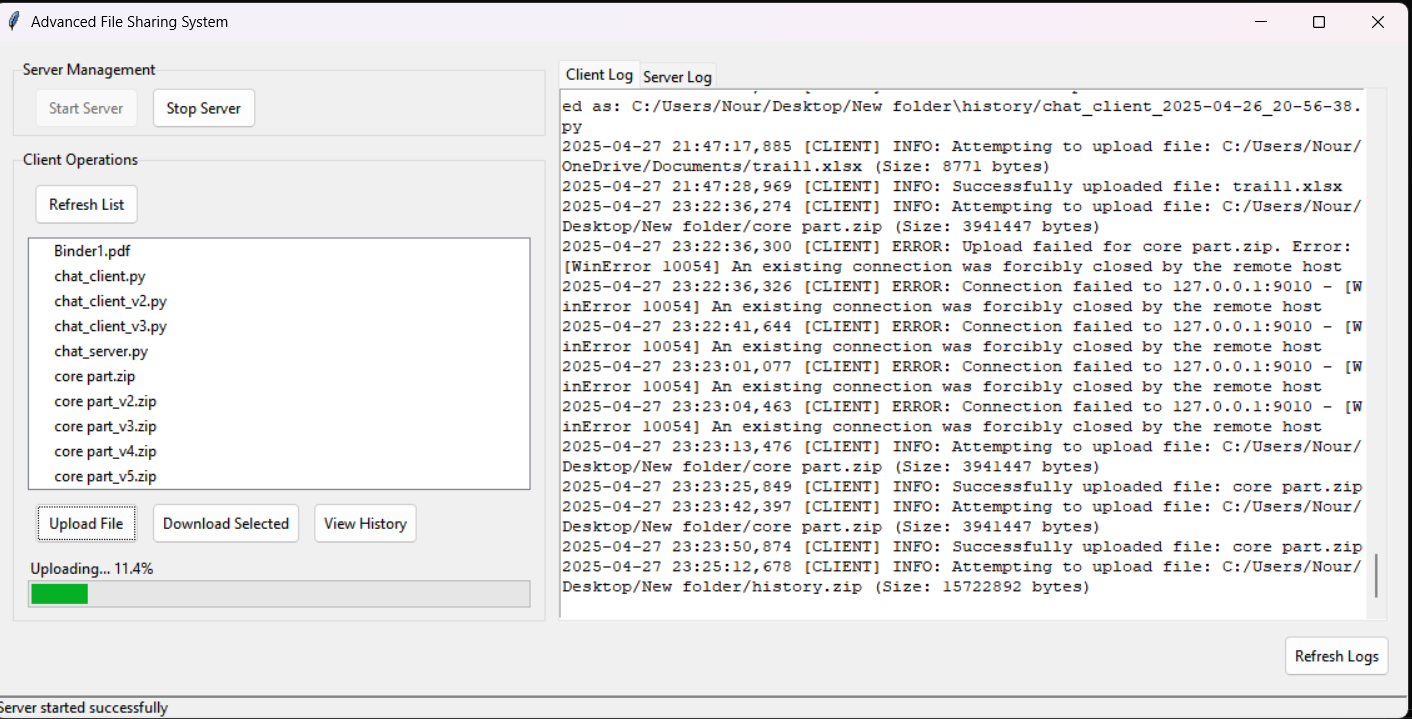 Advanced File Sharing System
Server Management
Start Server
Stop Server
Client Operations
Refresh List
Binder1.pdf
chat_client.py
chat_client_v2.py
chat_client_v3.py
chat_server.py
core part.zip
core part_v2.zip
core part_v3.zip
core part_v4.zip
core part_v5.zip
Upload File
Download Selected
View History
Uploading... 11.4%
Client Log
Server Log
ed as: C:/Users/Nour/Desktop/New folder\history/chat_client_2025-04-26_20-56-38.
py
2025-04-27 21:47:17,885 [CLIENT] INFO: Attempting to upload file: C:/Users/Nour/
OneDrive/Documents/trail1.xlsx (Size: 8771 bytes)
2025-04-27 21:47:28,969 [CLIENT] INFO: Successfully uploaded file: trail1.xlsx
2025-04-27 23:22:36,274 [CLIENT] INFO: Attempting to upload file: C:/Users/Nour/
Desktop/New folder/core part.zip (Size: 3941447 bytes)
2025-04-27 23:22:36,300 [CLIENT] ERROR: Upload failed for core part.zip. Error:
[WinError 10054] An existing connection was forcibly closed by the remote host
2025-04-27 23:22:36,326 [CLIENT] ERROR: Connection failed to 127.0.0.1:9010 - [W
inError 10054] An existing connection was forcibly closed by the remote host
2025-04-27 23:22:41,644 [CLIENT] ERROR: Connection failed to 127.0.0.1:9010 - [W
inError 10054] An existing connection was forcibly closed by the remote host
2025-04-27 23:23:01,077 [CLIENT] ERROR: Connection failed to 127.0.0.1:9010 - [W
inError 10054] An existing connection was forcibly closed by the remote host
2025-04-27 23:23:04,463 [CLIENT] ERROR: Connection failed to 127.0.0.1:9010 - [W
inError 10054] An existing connection was forcibly closed by the remote host
2025-04-27 23:23:13,476 [CLIENT] INFO: Attempting to upload file: C:/Users/Nour/
Desktop/New folder/core part.zip (Size: 3941447 bytes)
2025-04-27 23:23:25,849 [CLIENT] INFO: Successfully uploaded file: core part.zip
2025-04-27 23:23:42,397 [CLIENT] INFO: Attempting to upload file: C:/Users/Nour/
Desktop/New folder/core part.zip (Size: 3941447 bytes)
2025-04-27 23:23:50,874 [CLIENT] INFO: Successfully uploaded file: core part.zip
2025-04-27 23:25:12,678 [CLIENT] INFO: Attempting to upload file: C:/Users/Nour/
Desktop/New folder/history.zip (Size: 15722892 bytes)
Refresh Logs
Server started successfully